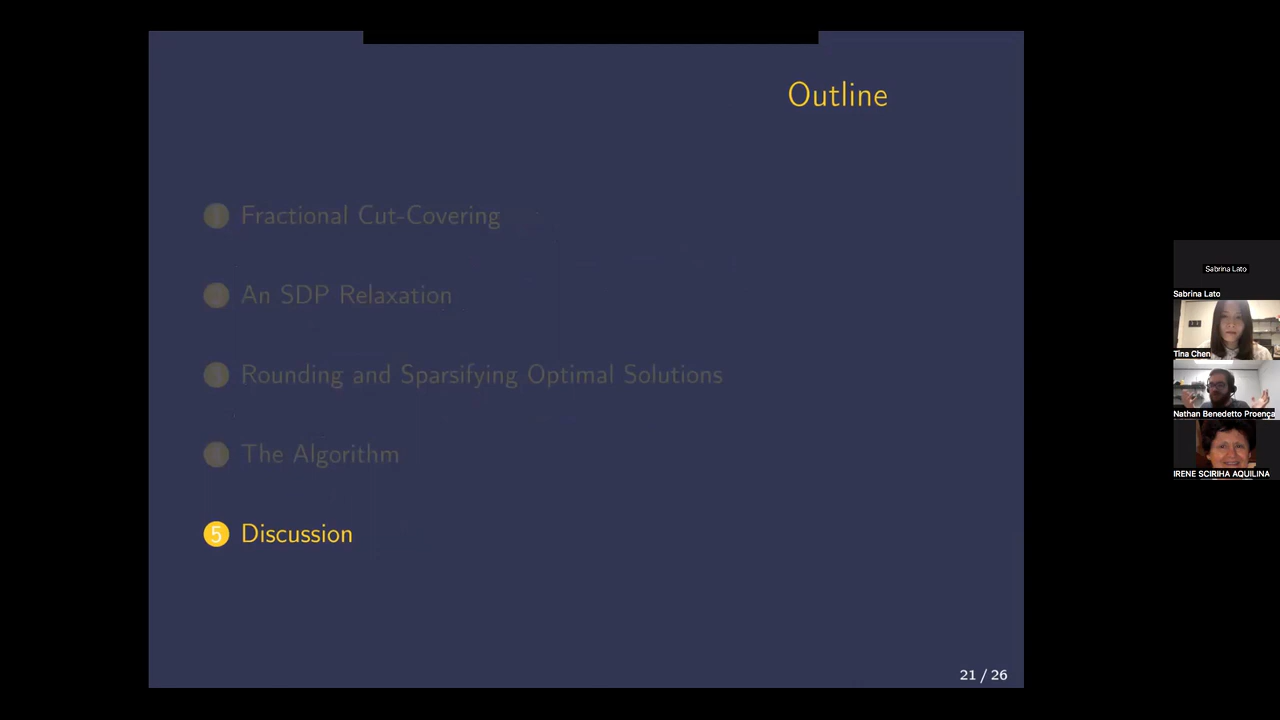 Outline
1 Fractional Cut-Covering
2 An SDP Relaxation
3 Rounding and Sparsifying Optimal Solutions
4 The Algorithm
5 Discussion
21 / 26
Sabrina Lato
Sabrina Lato
Tina Chen
Nathan Benedetto Proença
IRENE SCIRIHA AQUILINA